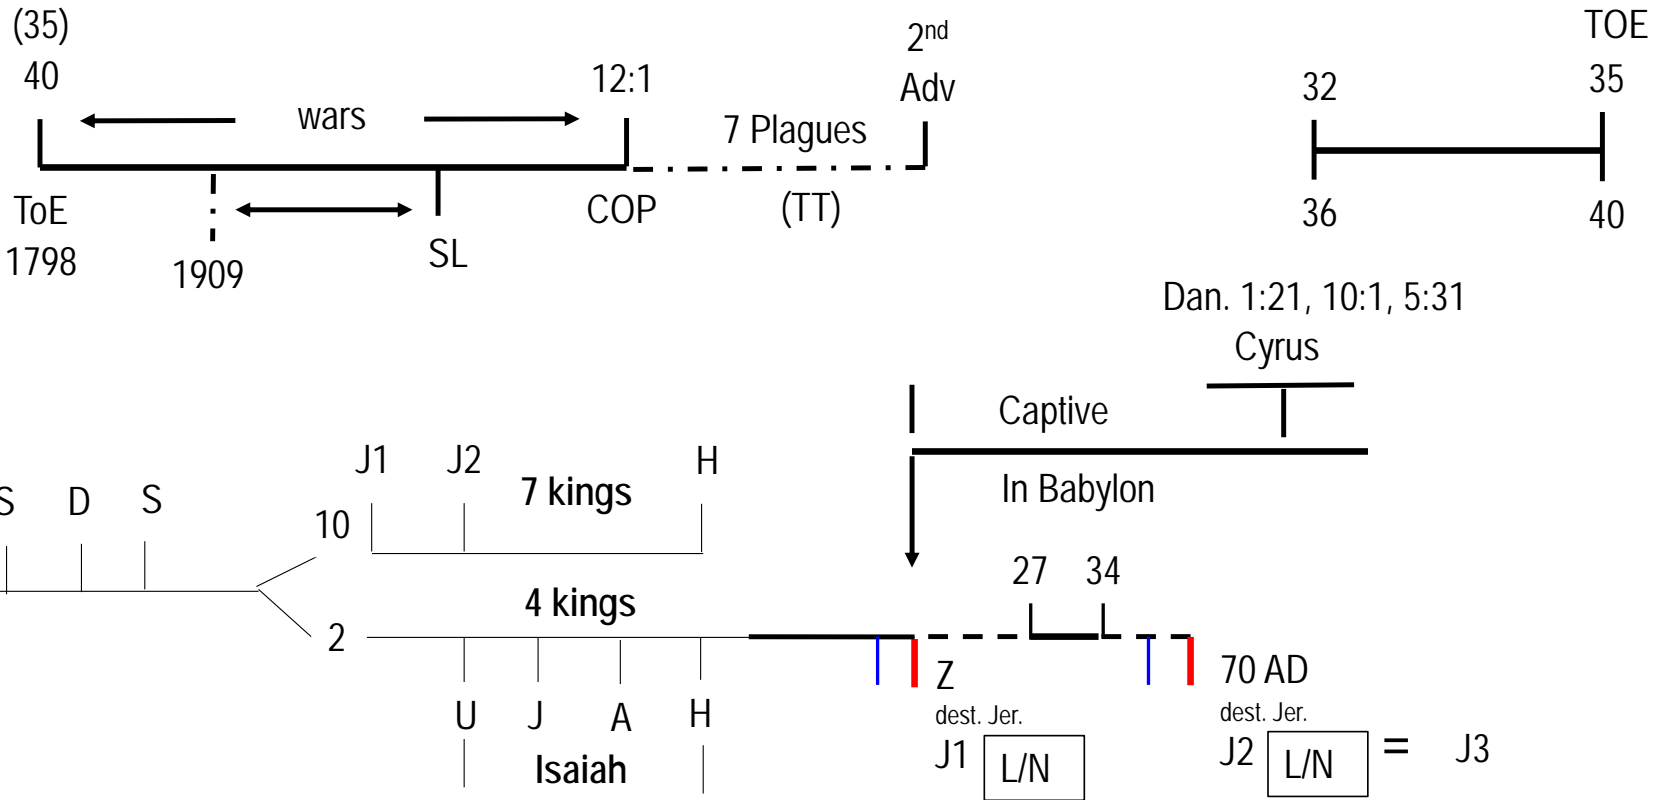 (35)
40
wars
12:1
2nd
Adv
7 Plagues
(TT)
ToE
1798
1909
SL
COP
TOE
32
35
36
40
Dan. 1:21, 10:1, 5:31
Cyrus
Captive
In Babylon
S D S
10
J1 J2 7 kings H
4 kings
2
U J A H
Isaiah
27 34
Z
dest. Jer.
J1 L/N
70 AD
dest. Jer.
J2 L/N = J3